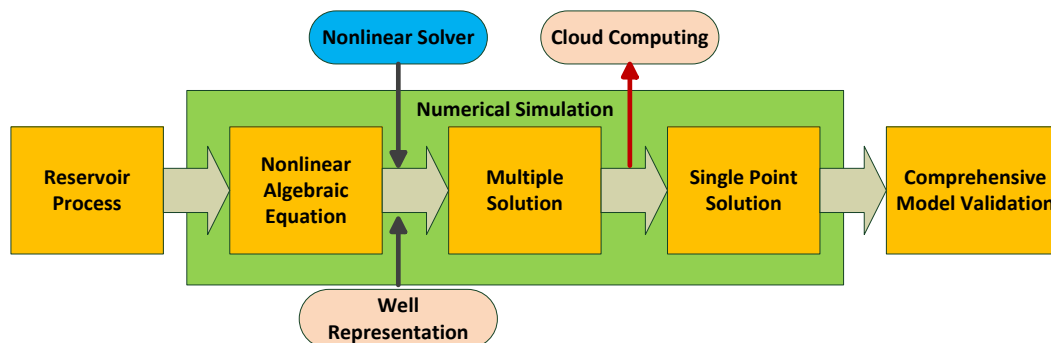 Nonlinear Solver
Cloud Computing
Numerical Simulation
Reservoir
Process
Nonlinear
Algebraic
Equation
Multiple
Solution
Single Point
Solution
Comprehensive
Model Validation
Well
Representation